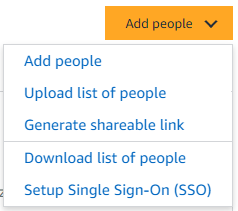 Add people
Add people
Upload list of people
Generate shareable link
Download list of people
Setup Single Sign-On (SSO)